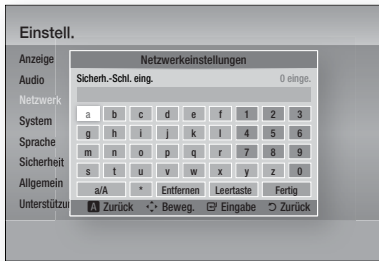 Einstell.
Anzeige
Audio
Netzwerk
System
Sprache
Sicherheit
Allgemein
Unterstützu
Netzwerkeinstellungen
Sicherh.-Schl. eing. 0 einge.
a b c d e f 1 2 3
g h i j k l 4 5 6
m n o p q r 7 8 9
s t u v w x y z 0
a/A * Entfernen Leertaste Fertig
A Zurück Beweg. Eingabe Zurück